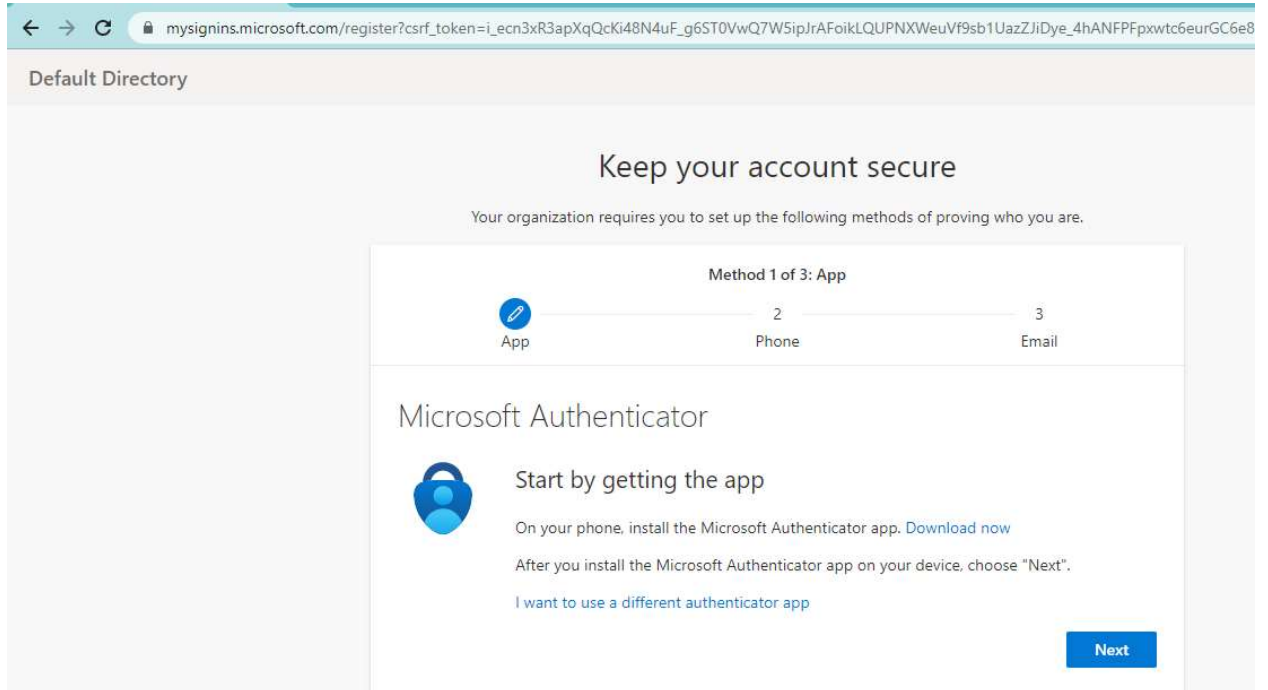 mysignins.microsoft.com/register?csrf_token=i_ecn3xR3apXqQcKi48N4uF_g6ST0VwQ7W5ipJrAFoikLQUPNXWeuVf9sb1UazZJiDye_4hANFPFpxwtc6eurGC6e8
Default Directory
Keep your account secure
Your organization requires you to set up the following methods of proving who you are.
Method 1 of 3: App
2 3
App Phone Email
Microsoft Authenticator
Start by getting the app
On your phone, install the Microsoft Authenticator app. Download now
After you install the Microsoft Authenticator app on your device, choose "Next".
I want to use a different authenticator app
Next